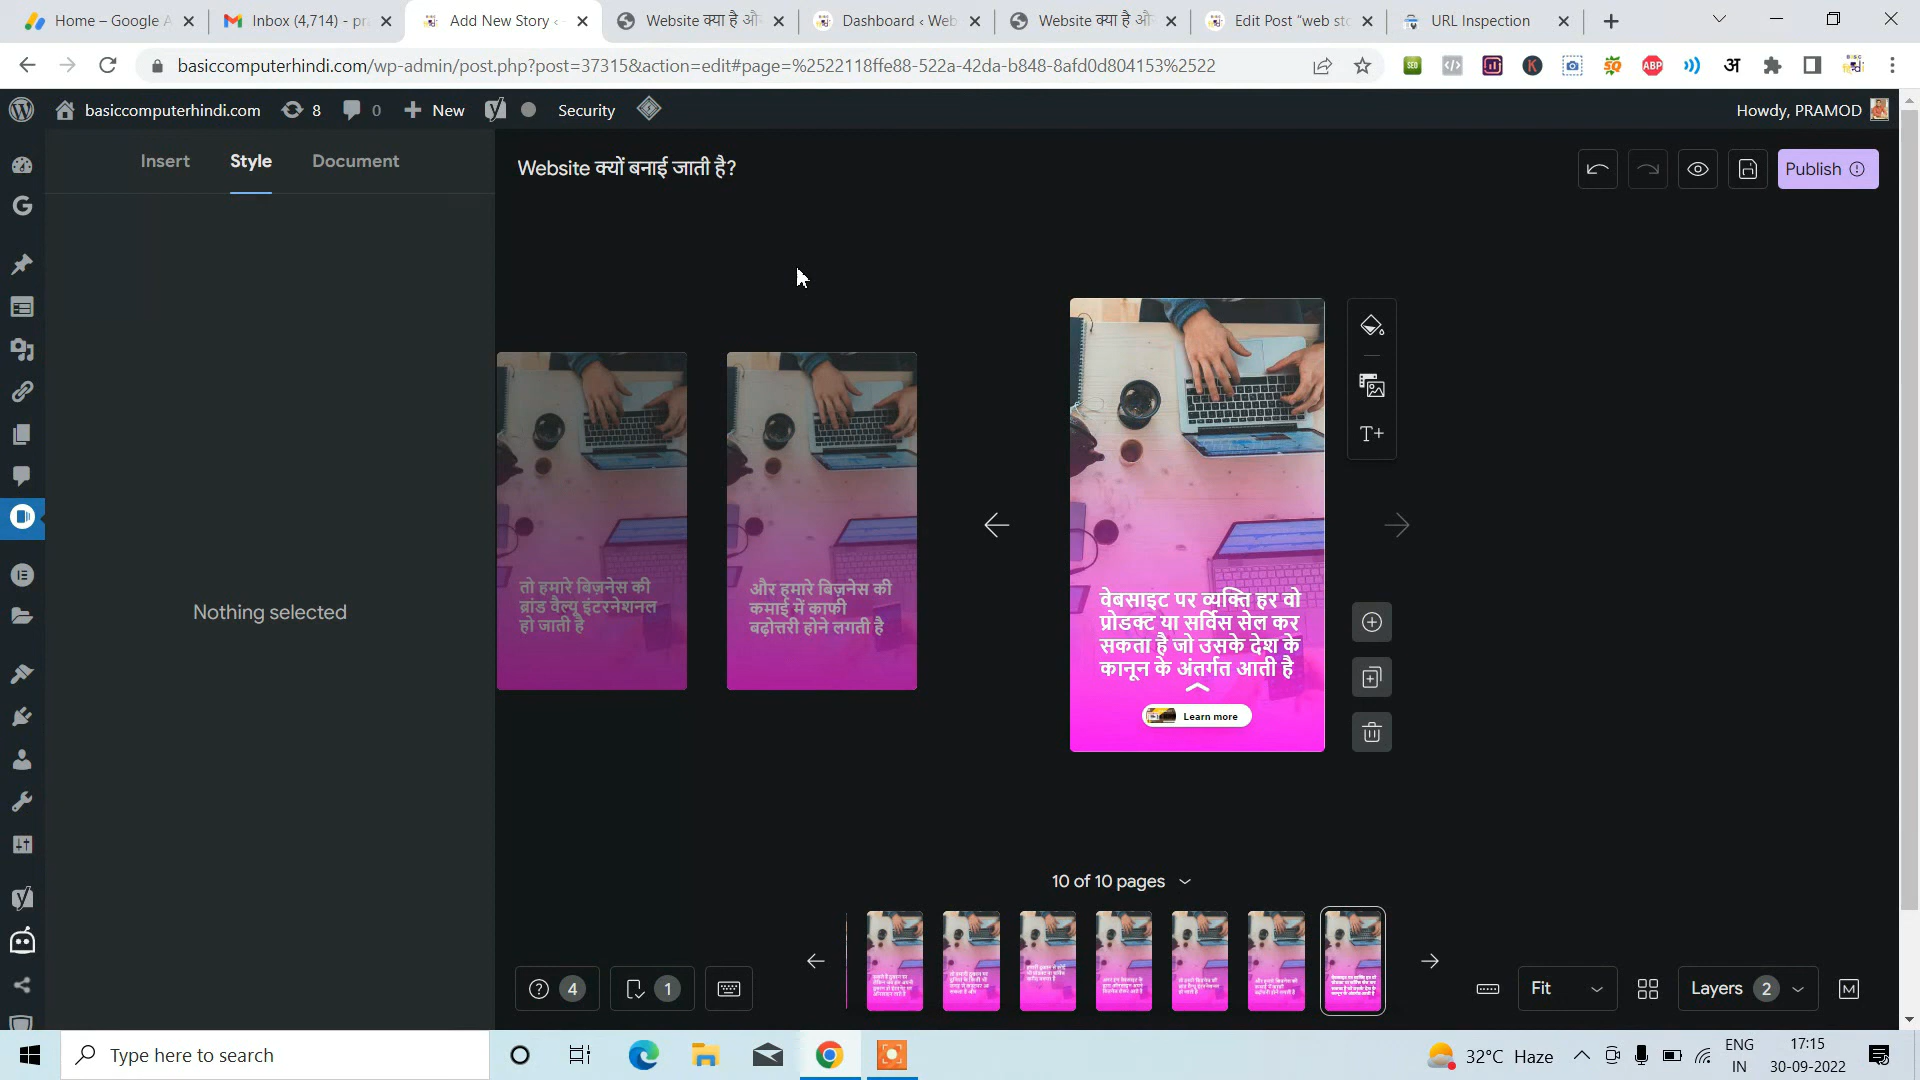 Home – Google A
Inbox (4,714) - pr
Add New Story ‹
Website क्या है औ
Dashboard ‹ Web
Website क्या है औ
Edit Post “web sto
URL Inspection
basiccomputerhindi.com/wp-admin/post.php?post=37315&action=edit#page=%2522118ffe88-522a-42da-b848-8afd0d804153%2522
basiccomputerhindi.com
8
0
New
Security
Howdy, PRAMOD
Insert
Style
Document
Website क्यों बनाई जाती है?
Publish
Nothing selected
तो हमारे बिज़नेस की
ब्रांड वैल्यू इंटरनेशनल
हो जाती है
और हमारे बिज़नेस की
कमाई में काफी
बढ़ोत्तरी होने लगती है
वेबसाइट पर व्यक्ति हर वो
प्रोडक्ट या सर्विस सेल कर
सकता है जो उसके देश के
कानून के अंतर्गत आती है
Learn more
T+
10 of 10 pages
4
1
Fit
Layers
2
M
Type here to search
32°C Haze
ENG
IN
17:15
30-09-2022